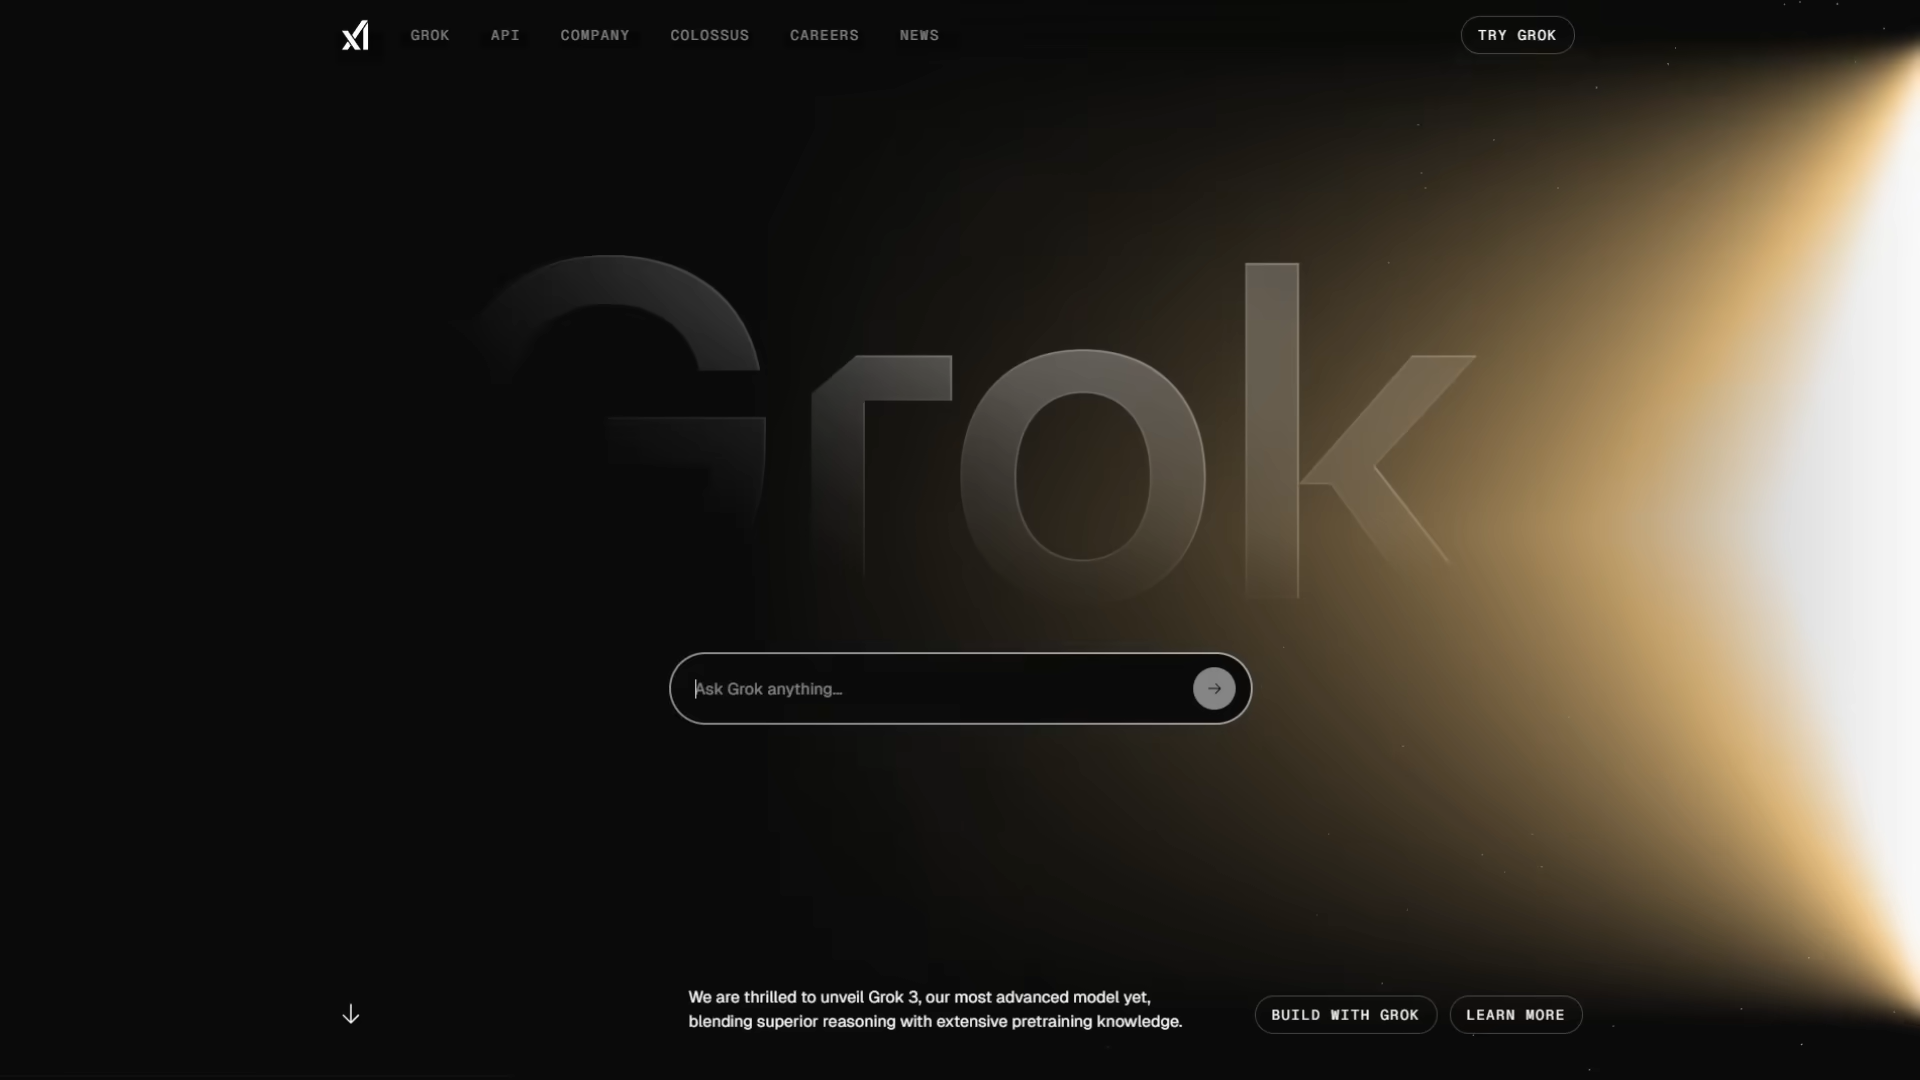 xI
GROK
API
COMPANY
COLOSSUS
CAREERS
NEWS
TRY GROK
Grok
Ask Grok anything...
We are thrilled to unveil Grok 3, our most advanced model yet,
blending superior reasoning with extensive pretraining knowledge.
BUILD WITH GROK
LEARN MORE